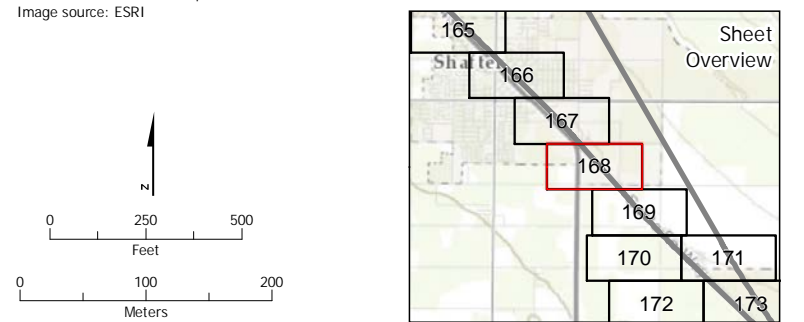 Image source: ESRI
N
0 250 500
Feet
0 100 200
Meters
Sheet
Overview
165
Shafter
166
167
168
169
170 171
172 173